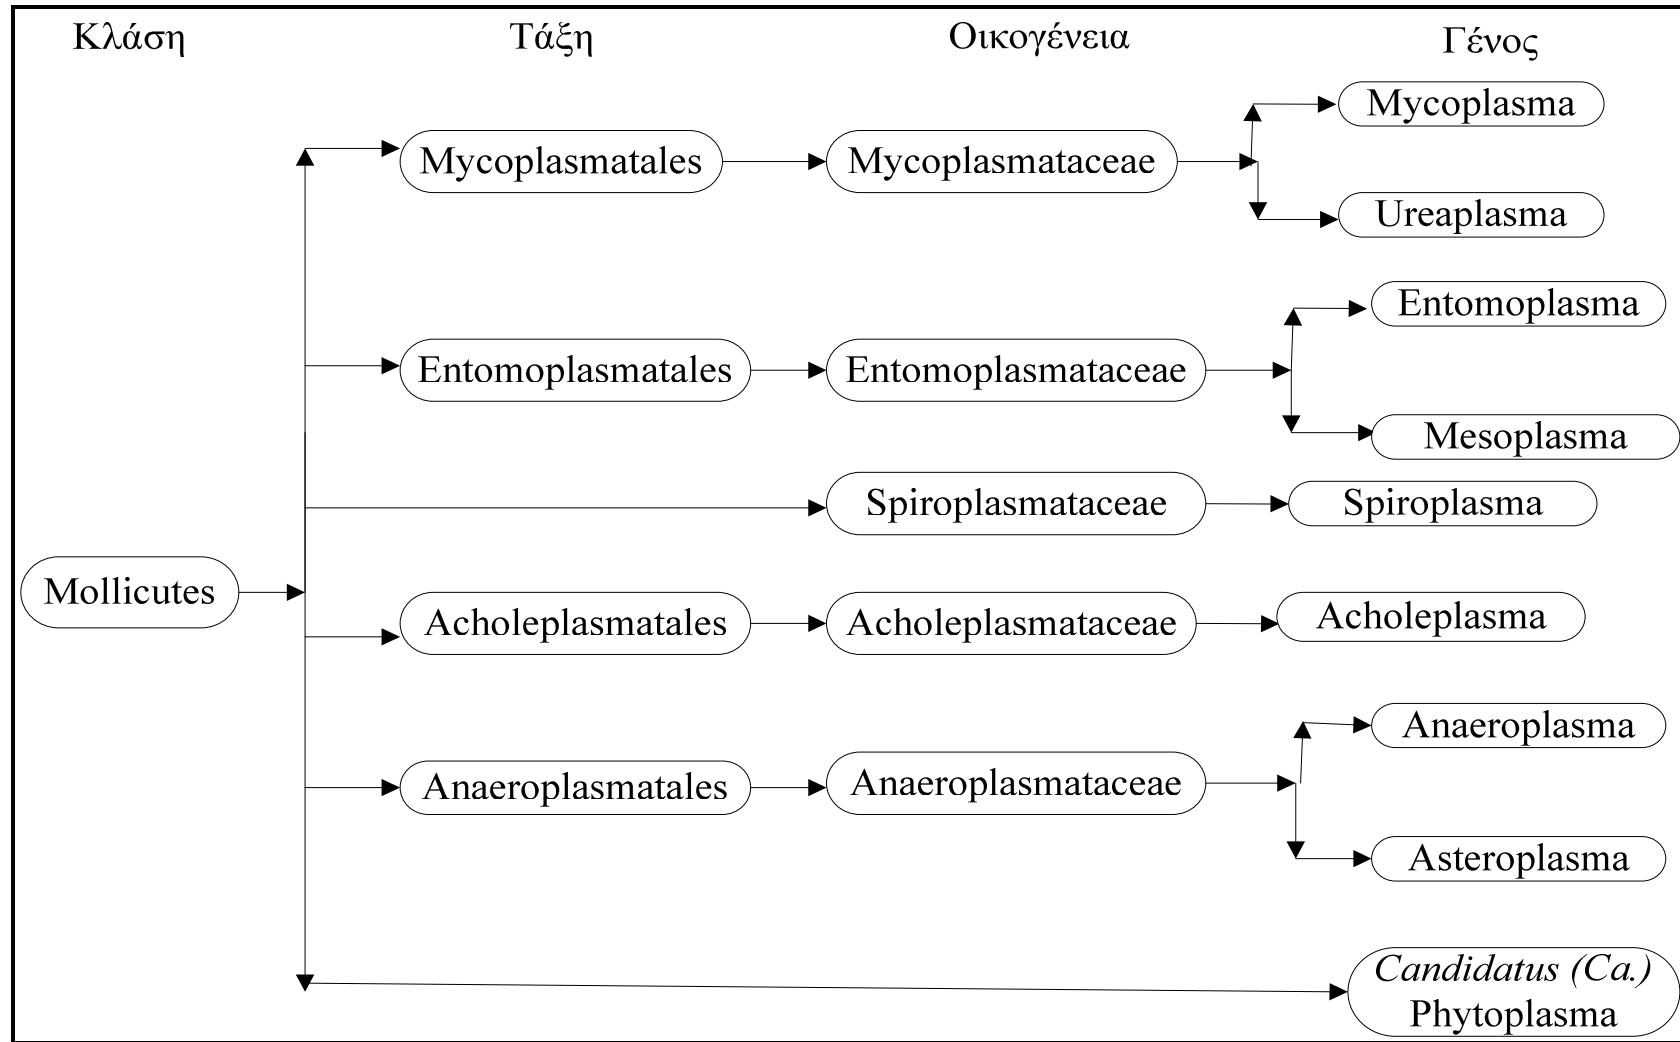 Κλάση
Τάξη
Οικογένεια
Γένος
Mycoplasma
Mycoplasmatales
Mycoplasmataceae
Ureaplasma
Entomoplasma
Entomoplasmatales
Entomoplasmataceae
Mesoplasma
Spiroplasmataceae
Spiroplasma
Mollicutes
Acholeplasmatales
Acholeplasmataceae
Acholeplasma
Anaeroplasma
Anaeroplasmatales
Anaeroplasmataceae
Asteroplasma
Candidatus (Ca.)
Phytoplasma